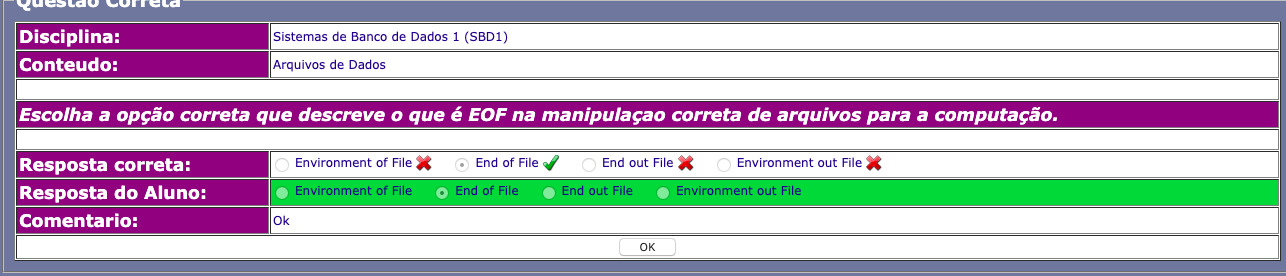 Questão Correta
Disciplina: Sistemas de Banco de Dados 1 (SBD1)
Conteudo: Arquivos de Dados
Escolha a opção correta que descreve o que é EOF na manipulaçao correta de arquivos para a computação.
Resposta correta: Environment of File End of File End out File Environment out File
Resposta do Aluno: Environment of File End of File End out File Environment out File
Comentario: Ok
OK